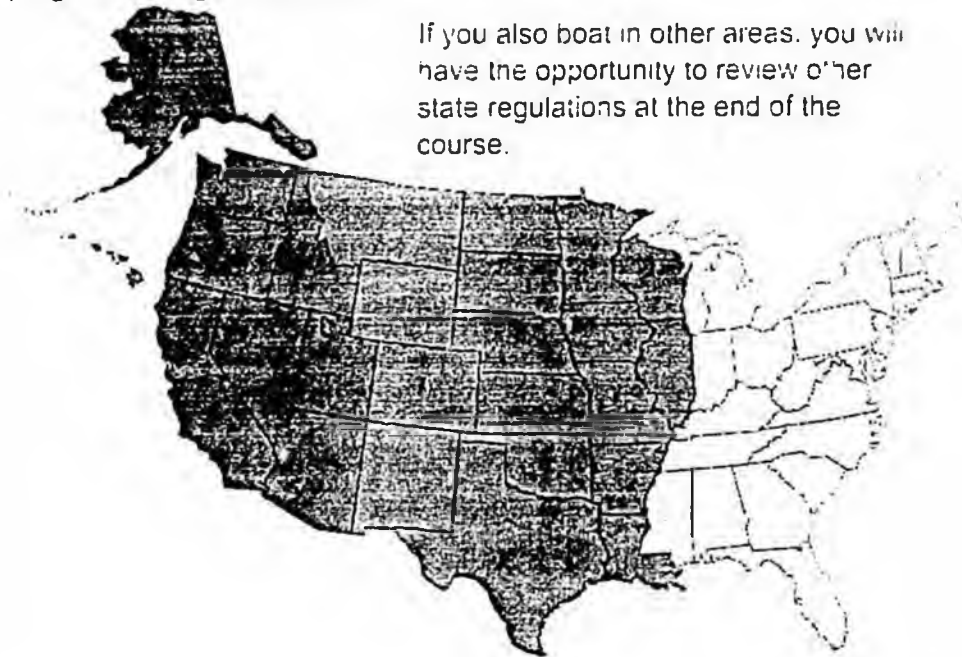 If you also boat in other areas. you will
have the opportunity to review other
state regulations at the end of the
course.